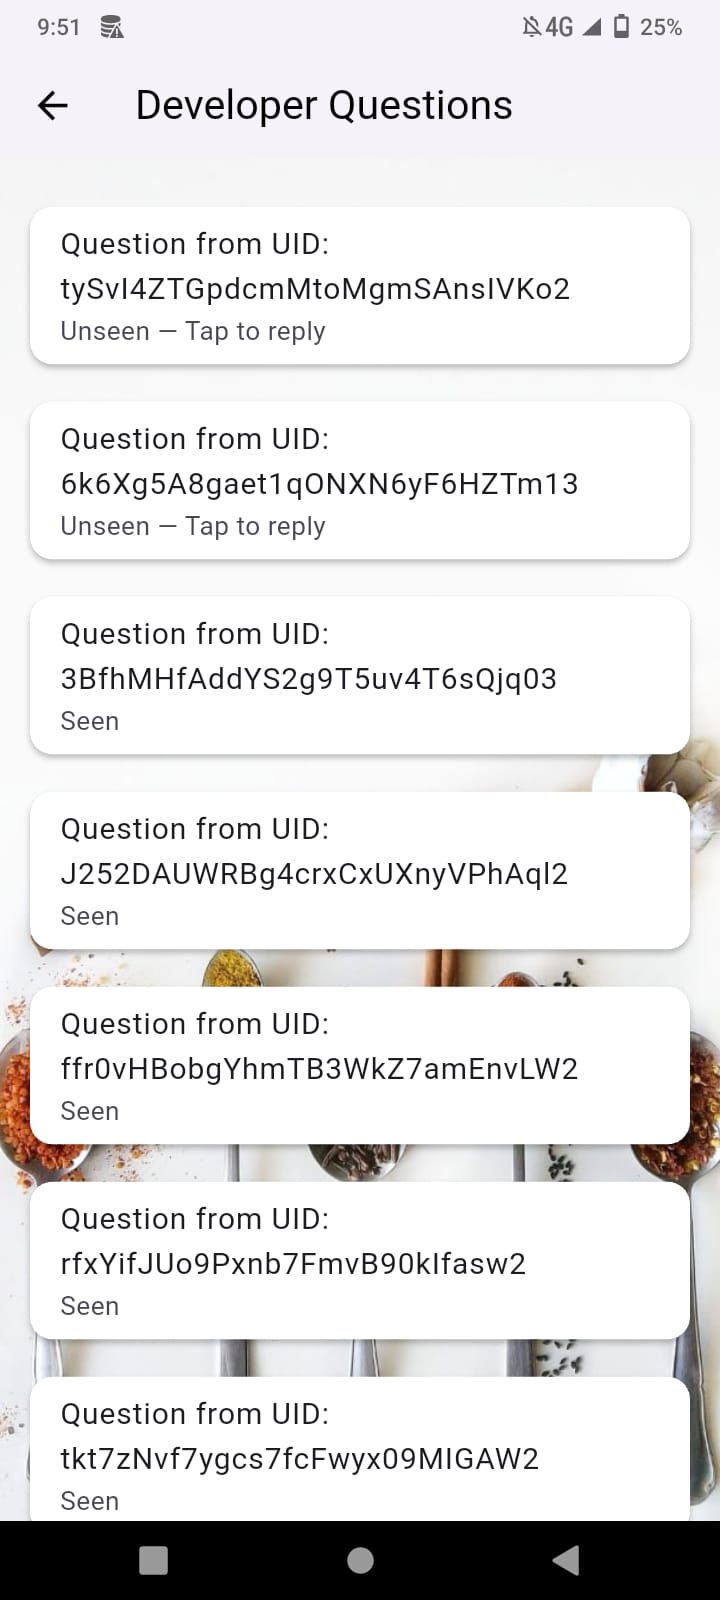 9:51 4G 25%
Developer Questions
Question from UID:
tySvI4ZTGpdcmMtoMgmSAnsIVKo2
Unseen — Tap to reply
Question from UID:
6k6Xg5A8gaet1qONXN6yF6HZTm13
Unseen — Tap to reply
Question from UID:
3BfhMHfAddYS2g9T5uv4T6sQjq03
Seen
Question from UID:
J252DAUWRBg4crxCxUXnyVPhAql2
Seen
Question from UID:
ffr0vHBobgYhmTB3WkZ7amEnvLW2
Seen
Question from UID:
rfxYifJUo9Pxnb7FmvB90kIfasw2
Seen
Question from UID:
tkt7zNvf7ygcs7fcFwyx09MIGAW2
Seen